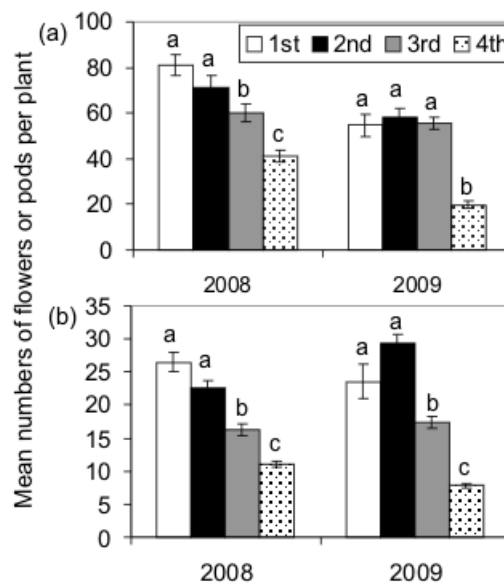 (a)
1st 2nd 3rd 4th
100
80
60
40
20
0
a a b c
a a a b
2008 2009
Mean numbers of flowers or pods per plant
(b)
35
30
25
20
15
10
5
0
a a b c
a a b c
2008 2009